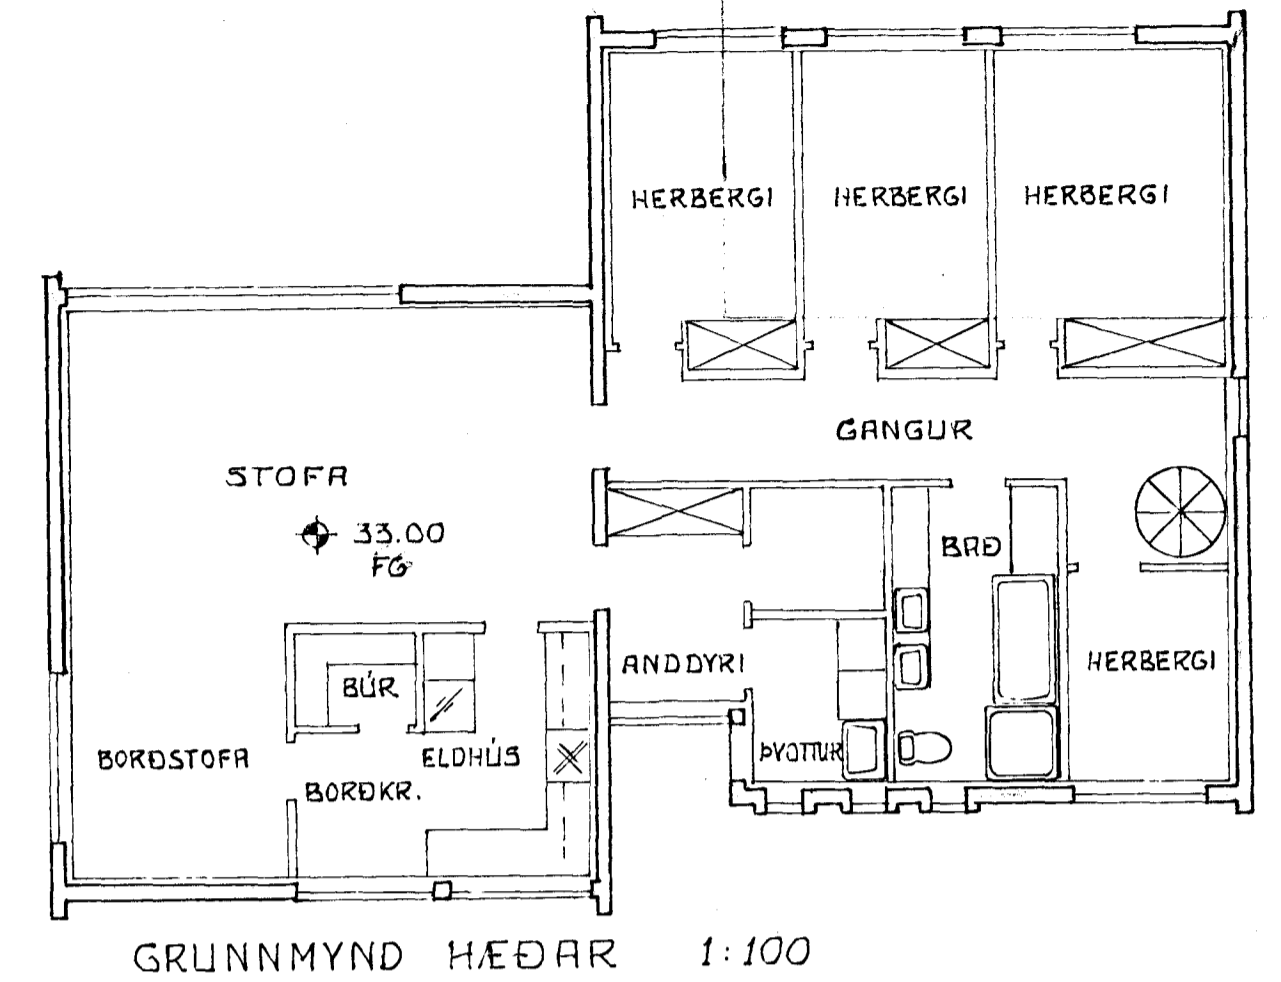 HERBERGI HERBERGI HERBERGI
GANGUR
STOFA
33.00
FG
BAÐ
ANDDYRI
HERBERGI
BÚR
ÞVOTTUR
BORÐSTOFA
ELDHÚS
BORÐKR.
GRUNNMYND HÆÐAR 1:100